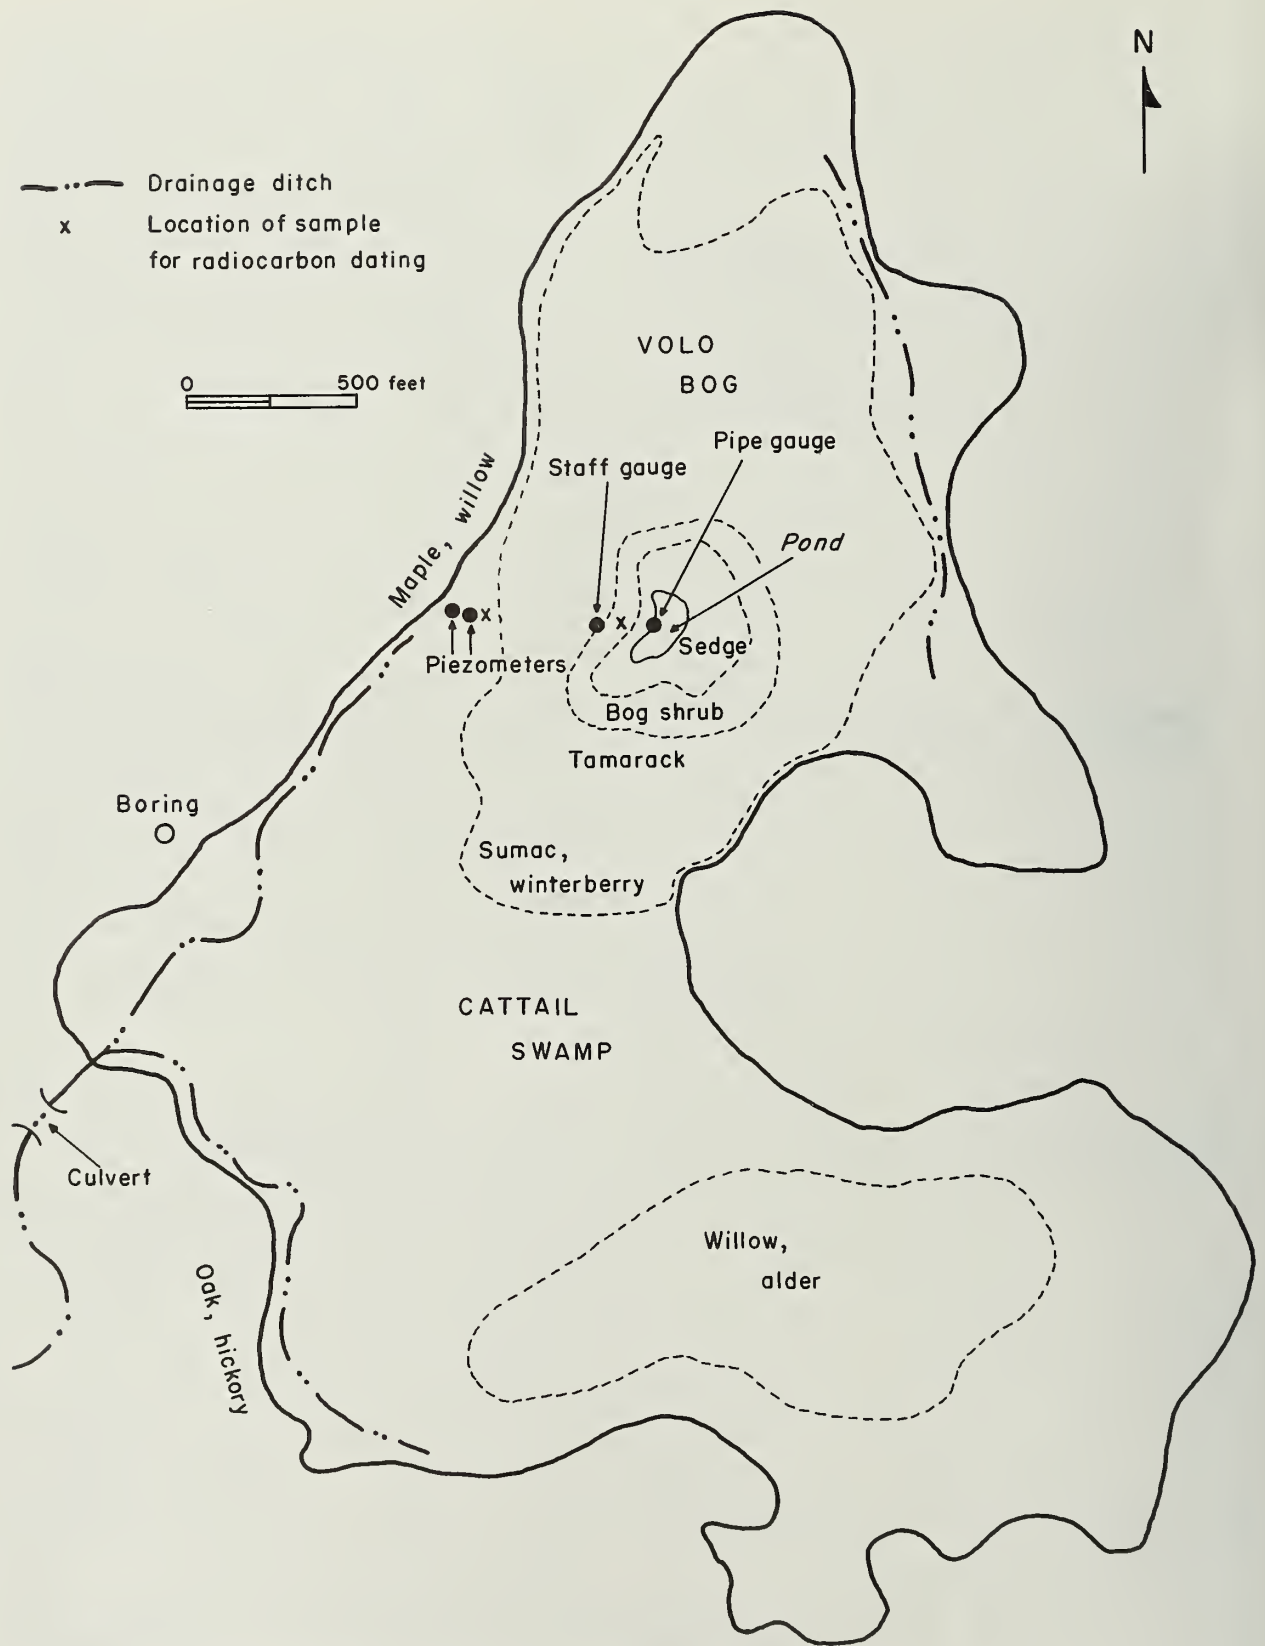 N
Drainage ditch
x Location of sample
for radiocarbon dating
0 500 feet
VOLO
BOG
Pipe gauge
Staff gauge
Maple, willow
Pond
x
x
Sedge
Piezometers
Bog shrub
Tamarack
Boring
Sumac,
winterberry
CATTAIL
SWAMP
Culvert
Willow,
alder
Oak, hickory